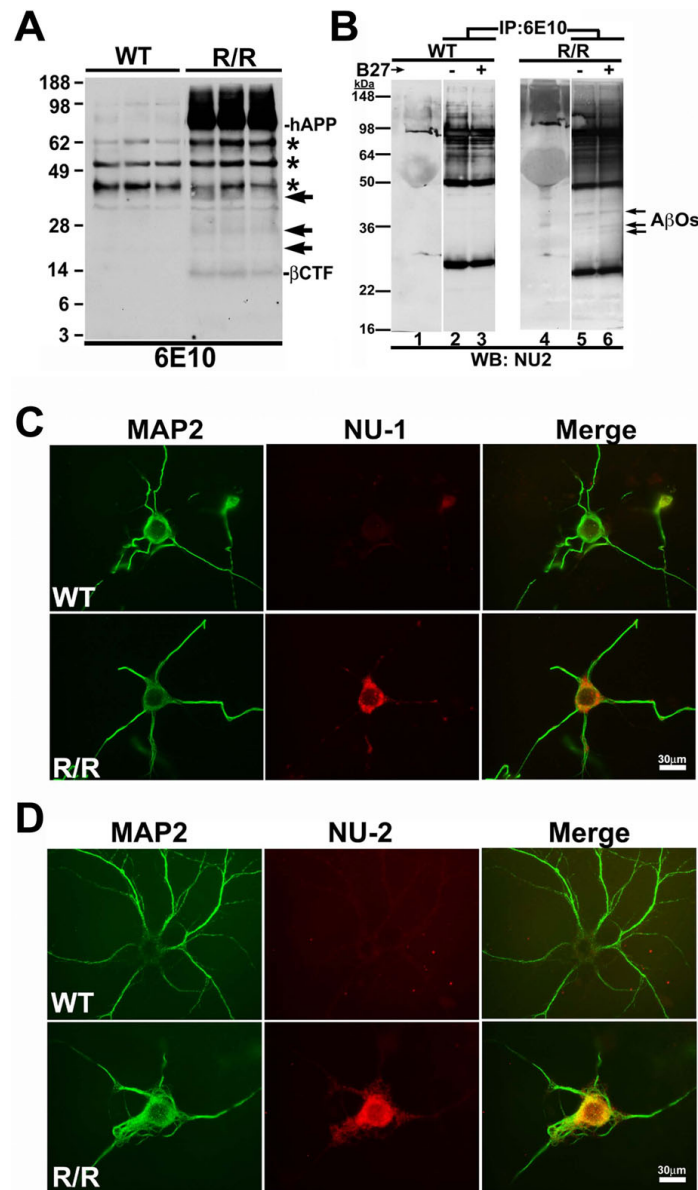 A
WT R/R
188
98
62
49
28
14
6
3
-hAPP
*
*
*
-βCTF
6E10
B
IP:6E10
WT R/R
B27→ - + - +
kDa
148
98
64
50
36
22
16
AβOs
1 2 3 4 5 6
WB: NU2
C
MAP2 NU-1 Merge
WT
R/R
30μm
D
MAP2 NU-2 Merge
WT
R/R
30μm